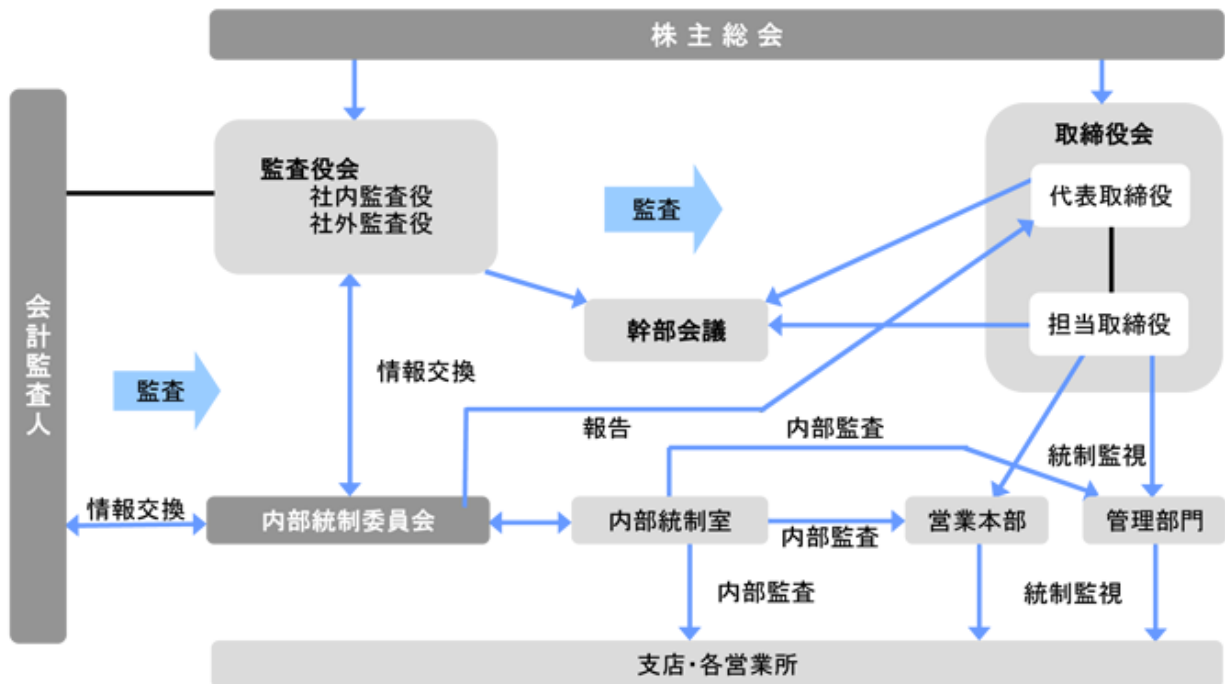 株主総会
監査役会
社内監査役
社外監査役
監査
取締役会
代表取締役
担当取締役
幹部会議
会計監査人
監査
情報交換
報告
内部監査
統制監視
情報交換
内部統制委員会
内部統制室
内部監査
営業本部
管理部門
内部監査
統制監視
支店・各営業所